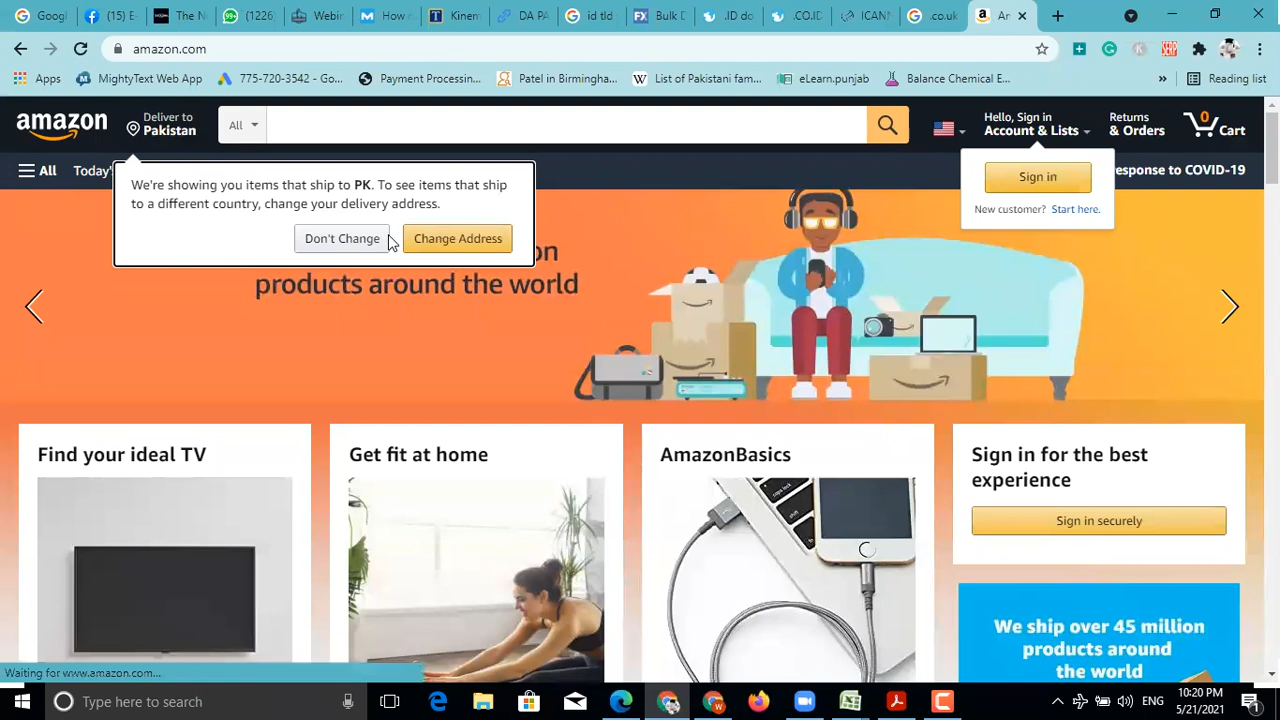 Googl
(5) E
The N
(1226)
Webin
How
Kinem
DA PA
id tld
Bulk D
.ID do
.CO.ID
ICANN
.co.uk
Am
amazon.com
Apps
MightyText Web App
775-720-3542 - Go...
Payment Processin...
Patel in Birmingha...
List of Pakistani fam...
eLearn.punjab
Balance Chemical E...
»
Reading list
amazon
Deliver to
Pakistan
All
Hello, Sign in
Account & Lists
Returns
& Orders
0
Cart
All
Today'
response to COVID-19
We're showing you items that ship to PK. To see items that ship
to a different country, change your delivery address.
Don't Change
Change Address
Sign in
New customer? Start here.
on
products around the world
Find your ideal TV
Get fit at home
AmazonBasics
Sign in for the best
experience
Sign in securely
We ship over 45 million
products around
the world
Waiting for www.amazon.com...
Type here to search
ENG
10:20 PM
5/21/2021